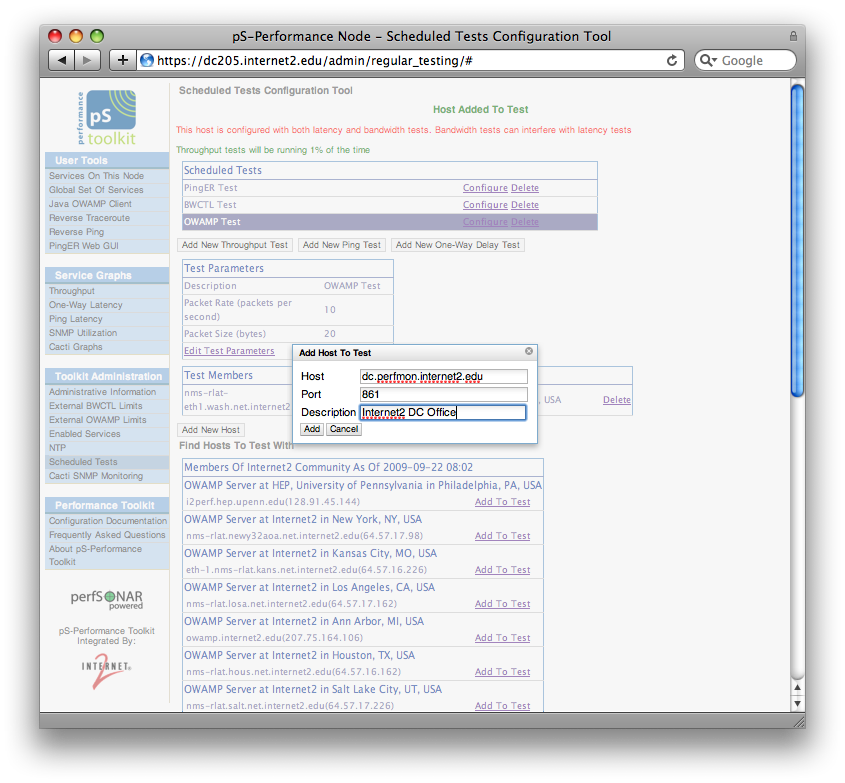 pS-Performance Node - Scheduled Tests Configuration Tool
https://dc205.internet2.edu/admin/regular_testing/#
Google
performance
pS
toolkit
User Tools
Services On This Node
Global Set Of Services
Java OWAMP Client
Reverse Traceroute
Reverse Ping
PingER Web GUI
Service Graphs
Throughput
One-Way Latency
Ping Latency
SNMP Utilization
Cacti Graphs
Toolkit Administration
Administrative Information
External BWCTL Limits
External OWAMP Limits
Enabled Services
NTP
Scheduled Tests
Cacti SNMP Monitoring
Performance Toolkit
Configuration Documentation
Frequently Asked Questions
About pS-Performance
Toolkit
perfSONAR
powered
pS-Performance Toolkit
Integrated By:
INTERNET®
2
Scheduled Tests Configuration Tool
Host Added To Test
This host is configured with both latency and bandwidth tests. Bandwidth tests can interfere with latency tests
Throughput tests will be running 1% of the time
Scheduled Tests
PingER Test Configure Delete
BWCTL Test Configure Delete
OWAMP Test Configure Delete
Add New Throughput Test Add New Ping Test Add New One-Way Delay Test
Test Parameters
Description OWAMP Test
Packet Rate (packets per
second) 10
Packet Size (bytes) 20
Edit Test Parameters
Add Host To Test
Host dc.perfmon.internet2.edu
Port 861
Description Internet2 DC Office
Add Cancel
Test Members
nms-rlat-
eth1.wash.net.internet2 , USA Delete
Add New Host
Find Hosts To Test With
Members Of Internet2 Community As Of 2009-09-22 08:02
OWAMP Server at HEP, University of Pennsylvania in Philadelphia, PA, USA
i2perf.hep.upenn.edu(128.91.45.144) Add To Test
OWAMP Server at Internet2 in New York, NY, USA
nms-rlat.newy32aoa.net.internet2.edu(64.57.17.98) Add To Test
OWAMP Server at Internet2 in Kansas City, MO, USA
eth-1.nms-rlat.kans.net.internet2.edu(64.57.16.226) Add To Test
OWAMP Server at Internet2 in Los Angeles, CA, USA
nms-rlat.losa.net.internet2.edu(64.57.17.162) Add To Test
OWAMP Server at Internet2 in Ann Arbor, MI, USA
owamp.internet2.edu(207.75.164.106) Add To Test
OWAMP Server at Internet2 in Houston, TX, USA
nms-rlat.hous.net.internet2.edu(64.57.16.162) Add To Test
OWAMP Server at Internet2 in Salt Lake City, UT, USA
nms-rlat.salt.net.internet2.edu(64.57.17.226) Add To Test